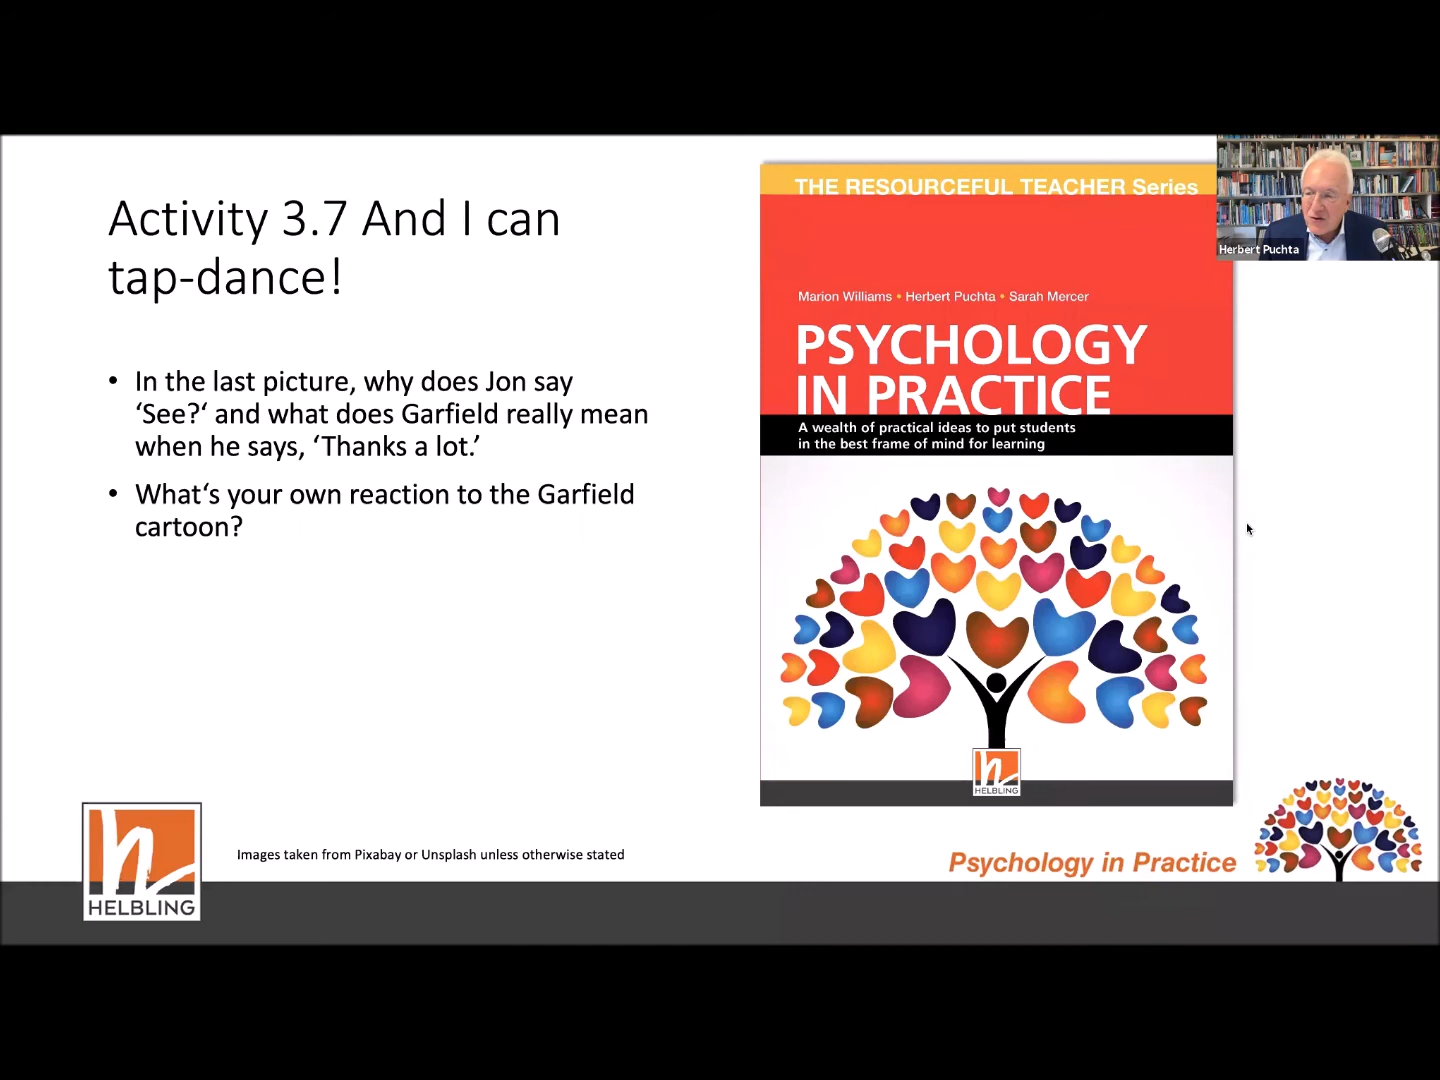 Activity 3.7 And I can
tap-dance!
• In the last picture, why does Jon say
‘See?‘ and what does Garfield really mean
when he says, ‘Thanks a lot.’
• What‘s your own reaction to the Garfield
cartoon?
THE RESOURCEFUL TEACHER Series
Marion Williams • Herbert Puchta • Sarah Mercer
PSYCHOLOGY
IN PRACTICE
A wealth of practical ideas to put students
in the best frame of mind for learning
h
HELBLING
Herbert Puchta
h
HELBLING
Images taken from Pixabay or Unsplash unless otherwise stated
Psychology in Practice